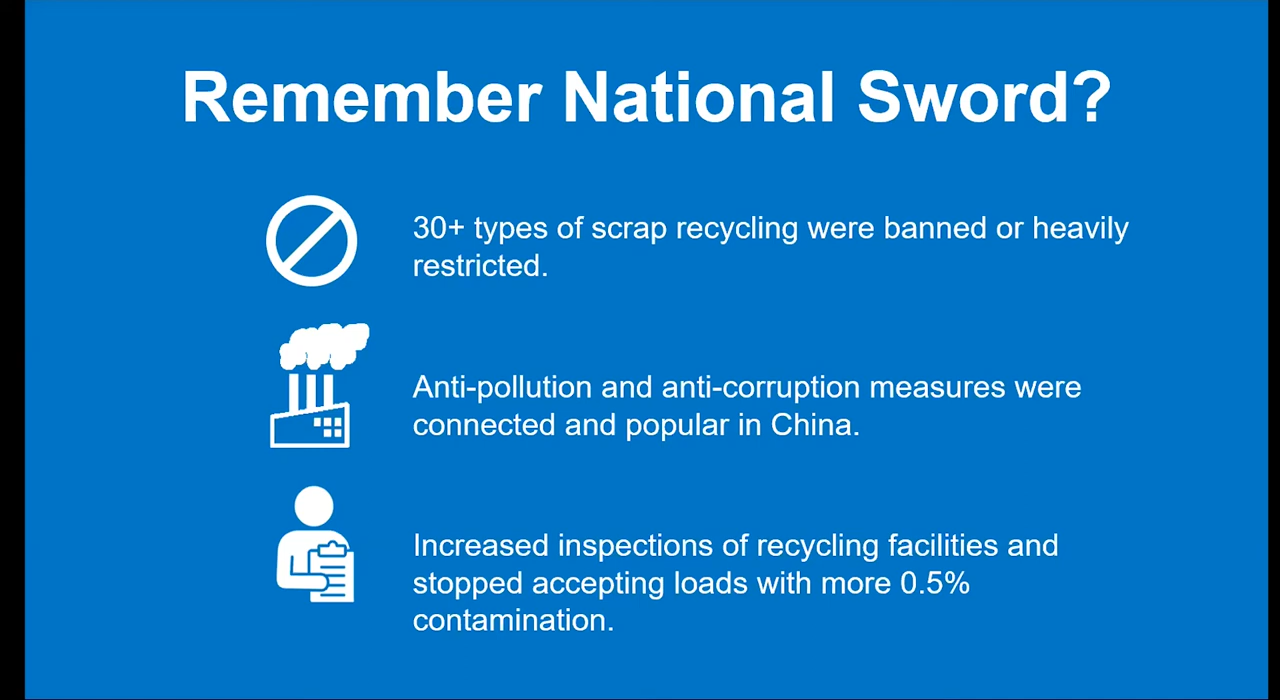 Remember National Sword?
30+ types of scrap recycling were banned or heavily
restricted.
Anti-pollution and anti-corruption measures were
connected and popular in China.
Increased inspections of recycling facilities and
stopped accepting loads with more 0.5%
contamination.